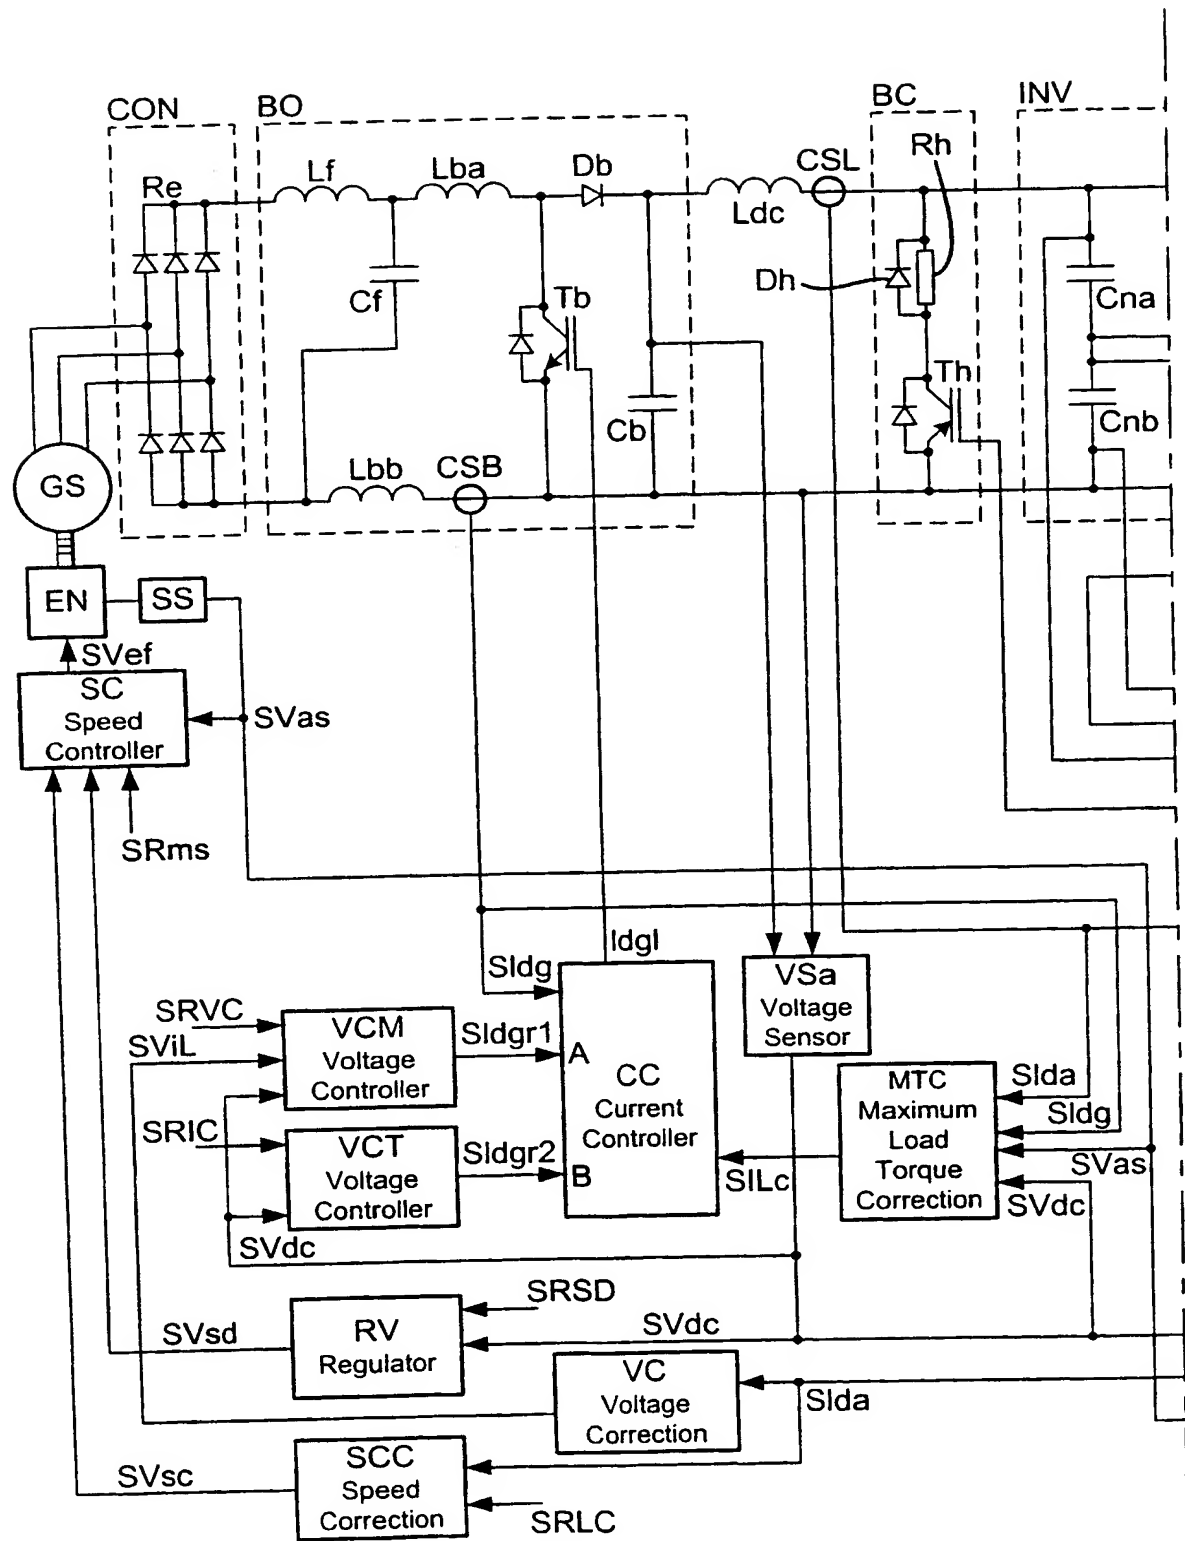 CON
BO
BC
INV
Re
Lf
Lba
Db
CSL
Rh
Ldc
Cf
Tb
Dh
Cna
Th
Cb
Cnb
GS
Lbb
CSB
EN
SS
SVef
SC
Speed
Controller
SVas
SRms
Idgl
SIdg
VSa
Voltage
Sensor
SRVC
SViL
VCM
Voltage
Controller
SIdgr1
A
CC
Current
Controller
MTC
Maximum
Load
Torque
Correction
SIda
SIdg
SVas
SVdc
SRIC
VCT
Voltage
Controller
SIdgr2
B
SILc
SVdc
SRSD
SVsd
RV
Regulator
SVdc
VC
Voltage
Correction
SIda
SVsc
SCC
Speed
Correction
SRLC